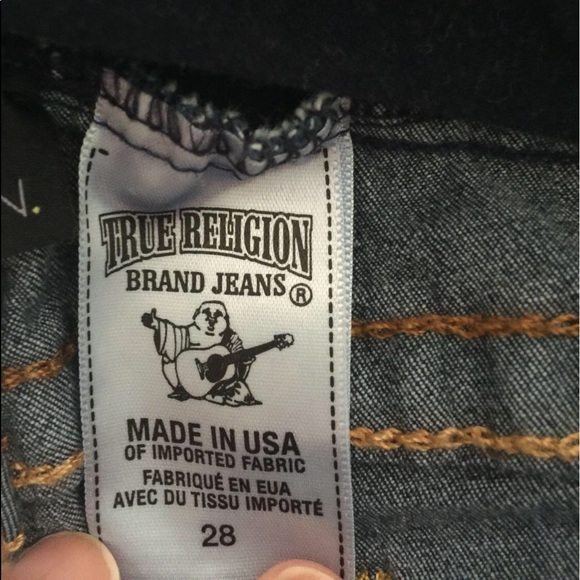 V.
TRUE RELIGION
BRAND JEANS®
MADE IN USA
OF IMPORTED FABRIC
FABRIQUÉ EN EUA
AVEC DU TISSU IMPORTÉ
28